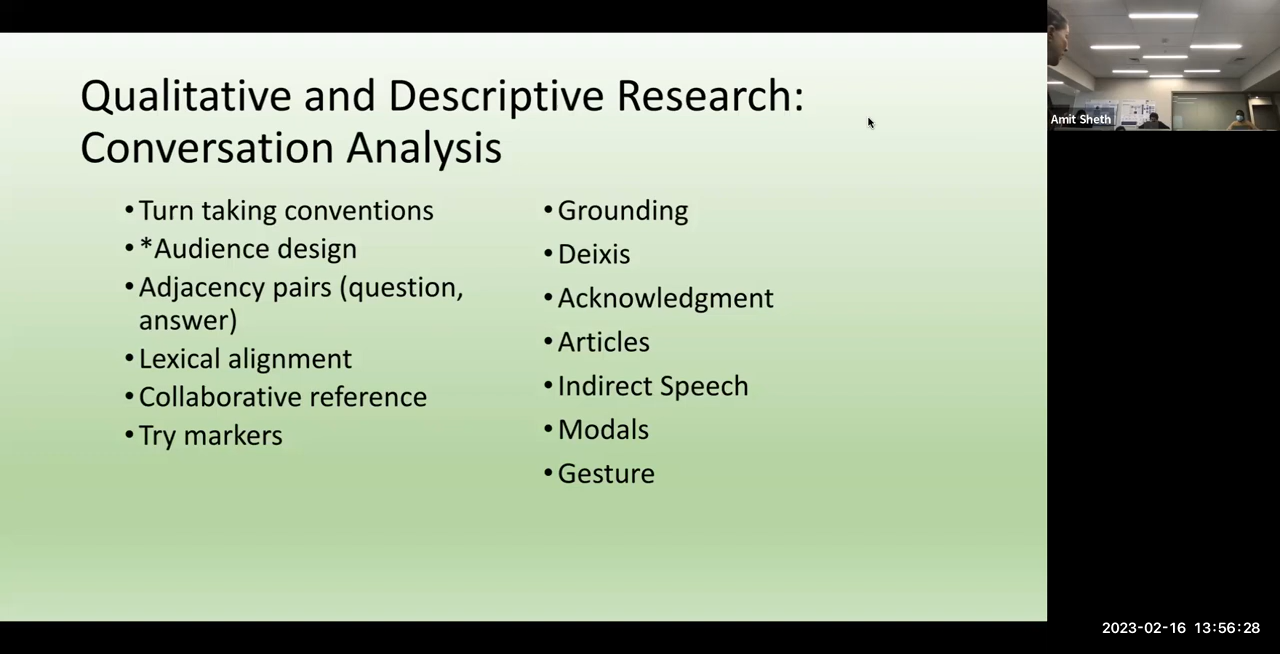 Qualitative and Descriptive Research:
Conversation Analysis
•Turn taking conventions
•*Audience design
•Adjacency pairs (question,
answer)
•Lexical alignment
•Collaborative reference
•Try markers
•Grounding
•Deixis
•Acknowledgment
•Articles
•Indirect Speech
•Modals
•Gesture
Amit Sheth
2023-02-16 13:56:28